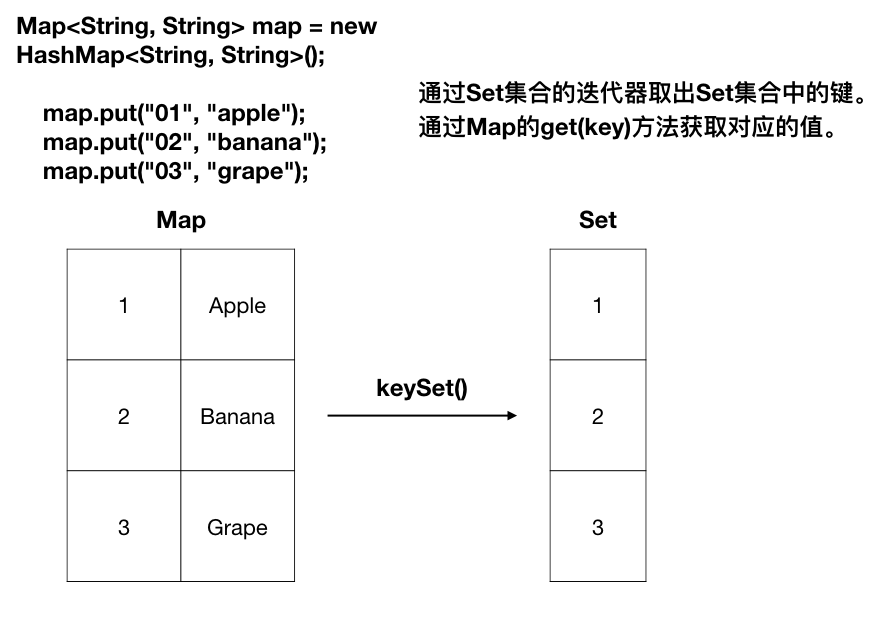 Map<String, String> map = new
HashMap<String, String>();
map.put("01", "apple");
map.put("02", "banana");
map.put("03", "grape");
通过Set集合的迭代器取出Set集合中的键。
通过Map的get(key)方法获取对应的值。
Map
Set
1 Apple
2 Banana
3 Grape
keySet()
1
2
3